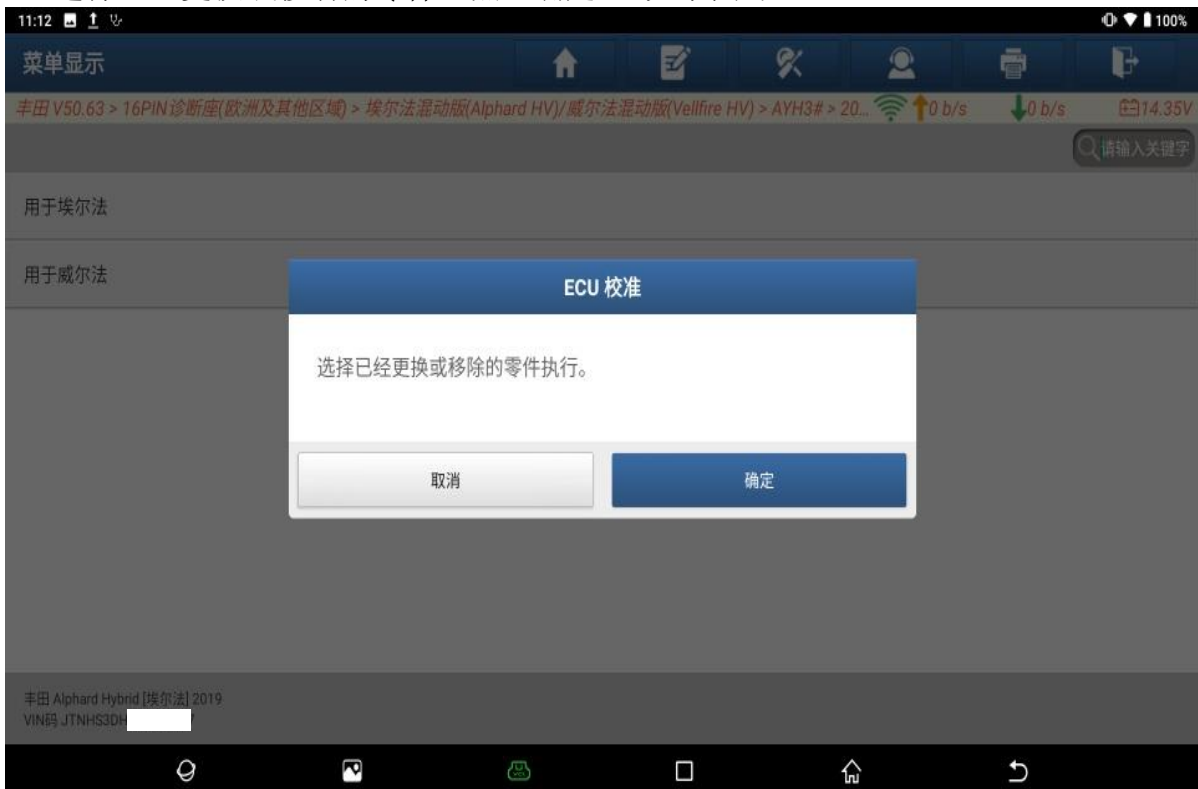 11:12
100%
菜单显示
丰田 V50.63 > 16PIN诊断座(欧洲及其他区域) > 埃尔法混动版(Alphard HV)/威尔法混动版(Vellfire HV) > AYH3# > 20... 0 b/s 0 b/s 14.35V
请输入关键字
用于埃尔法
用于威尔法
ECU 校准
选择已经更换或移除的零件执行。
取消
确定
丰田 Alphard Hybrid [埃尔法] 2019
VIN码 JTNHS3DH
VCI